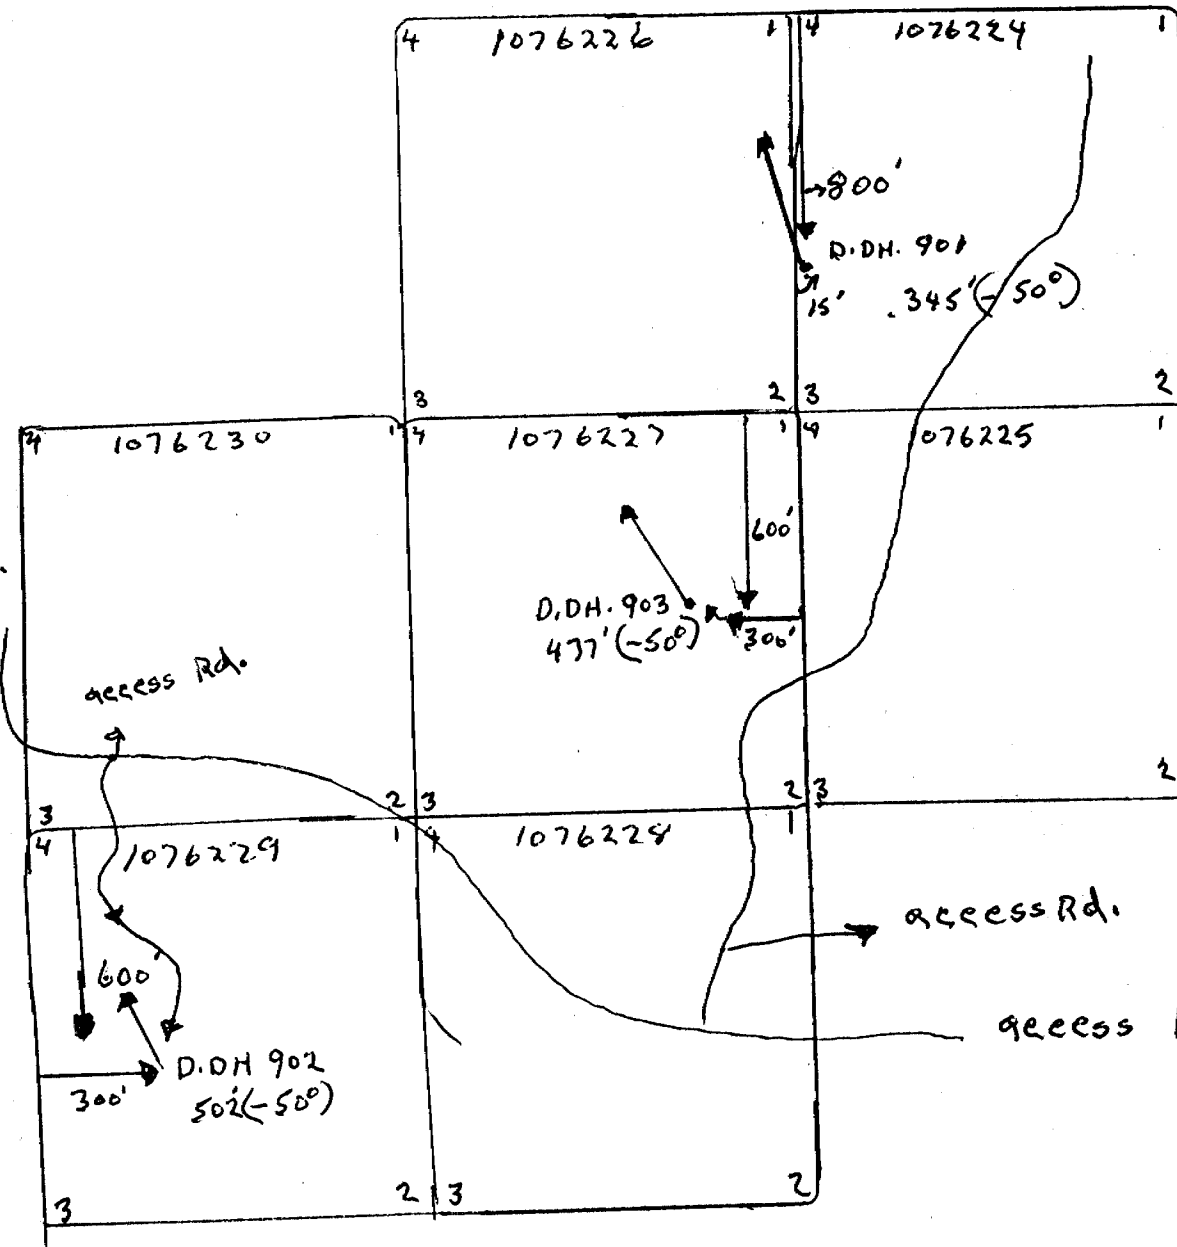 4 1076226 1 4 1076224 1
800'
D.DH. 901
15' .345'(-50°)
3 2 3 2
4 1076230 1 4 1076227 1 4 076225 1
600'
D.DH. 903
437'(-50°) 300'
access Rd.
3 2 3 2 3 2
4 1076229 1 4 1076228 1
access Rd.
600'
access
D.DH 902
300' 502'(-50°)
3 2 3 2